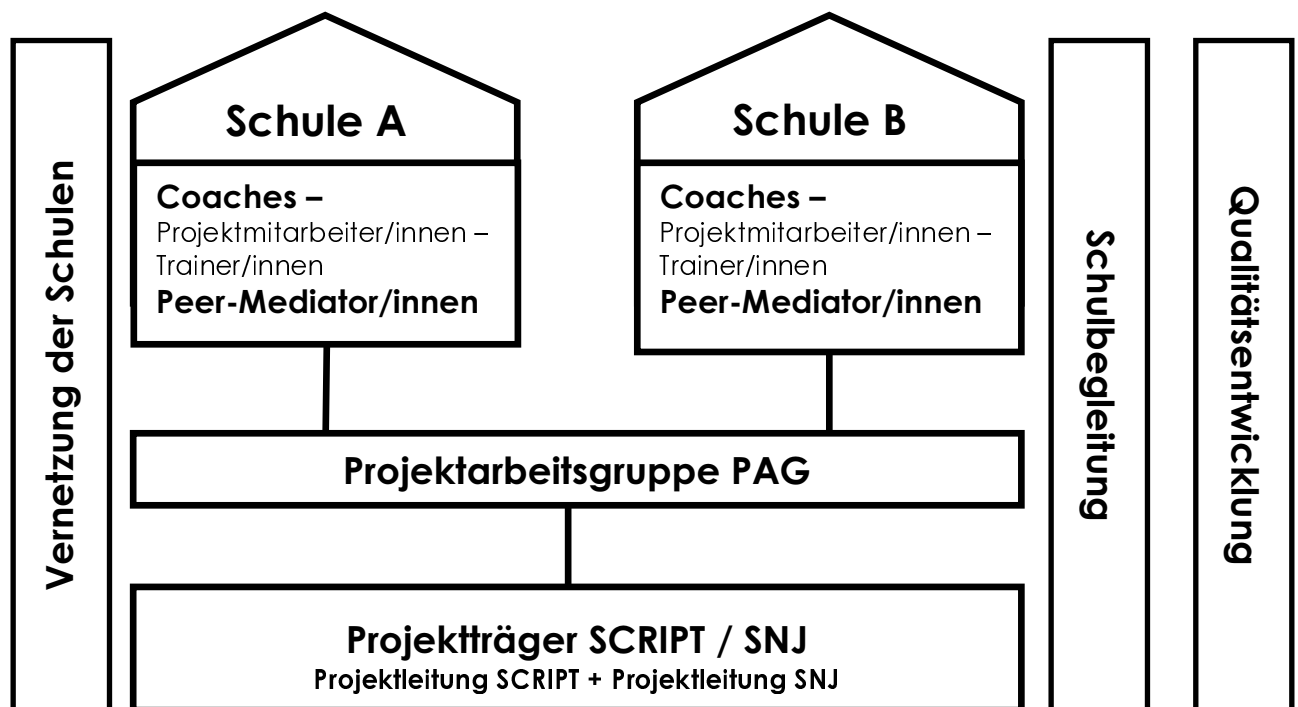 Vernetzung der Schulen
Schule A
Coaches –
Projektmitarbeiter/innen –
Trainer/innen
Peer-Mediator/innen
Schule B
Coaches –
Projektmitarbeiter/innen –
Trainer/innen
Peer-Mediator/innen
Projektarbeitsgruppe PAG
Projektträger SCRIPT / SNJ
Projektleitung SCRIPT + Projektleitung SNJ
Schulbegleitung
Qualitätsentwicklung